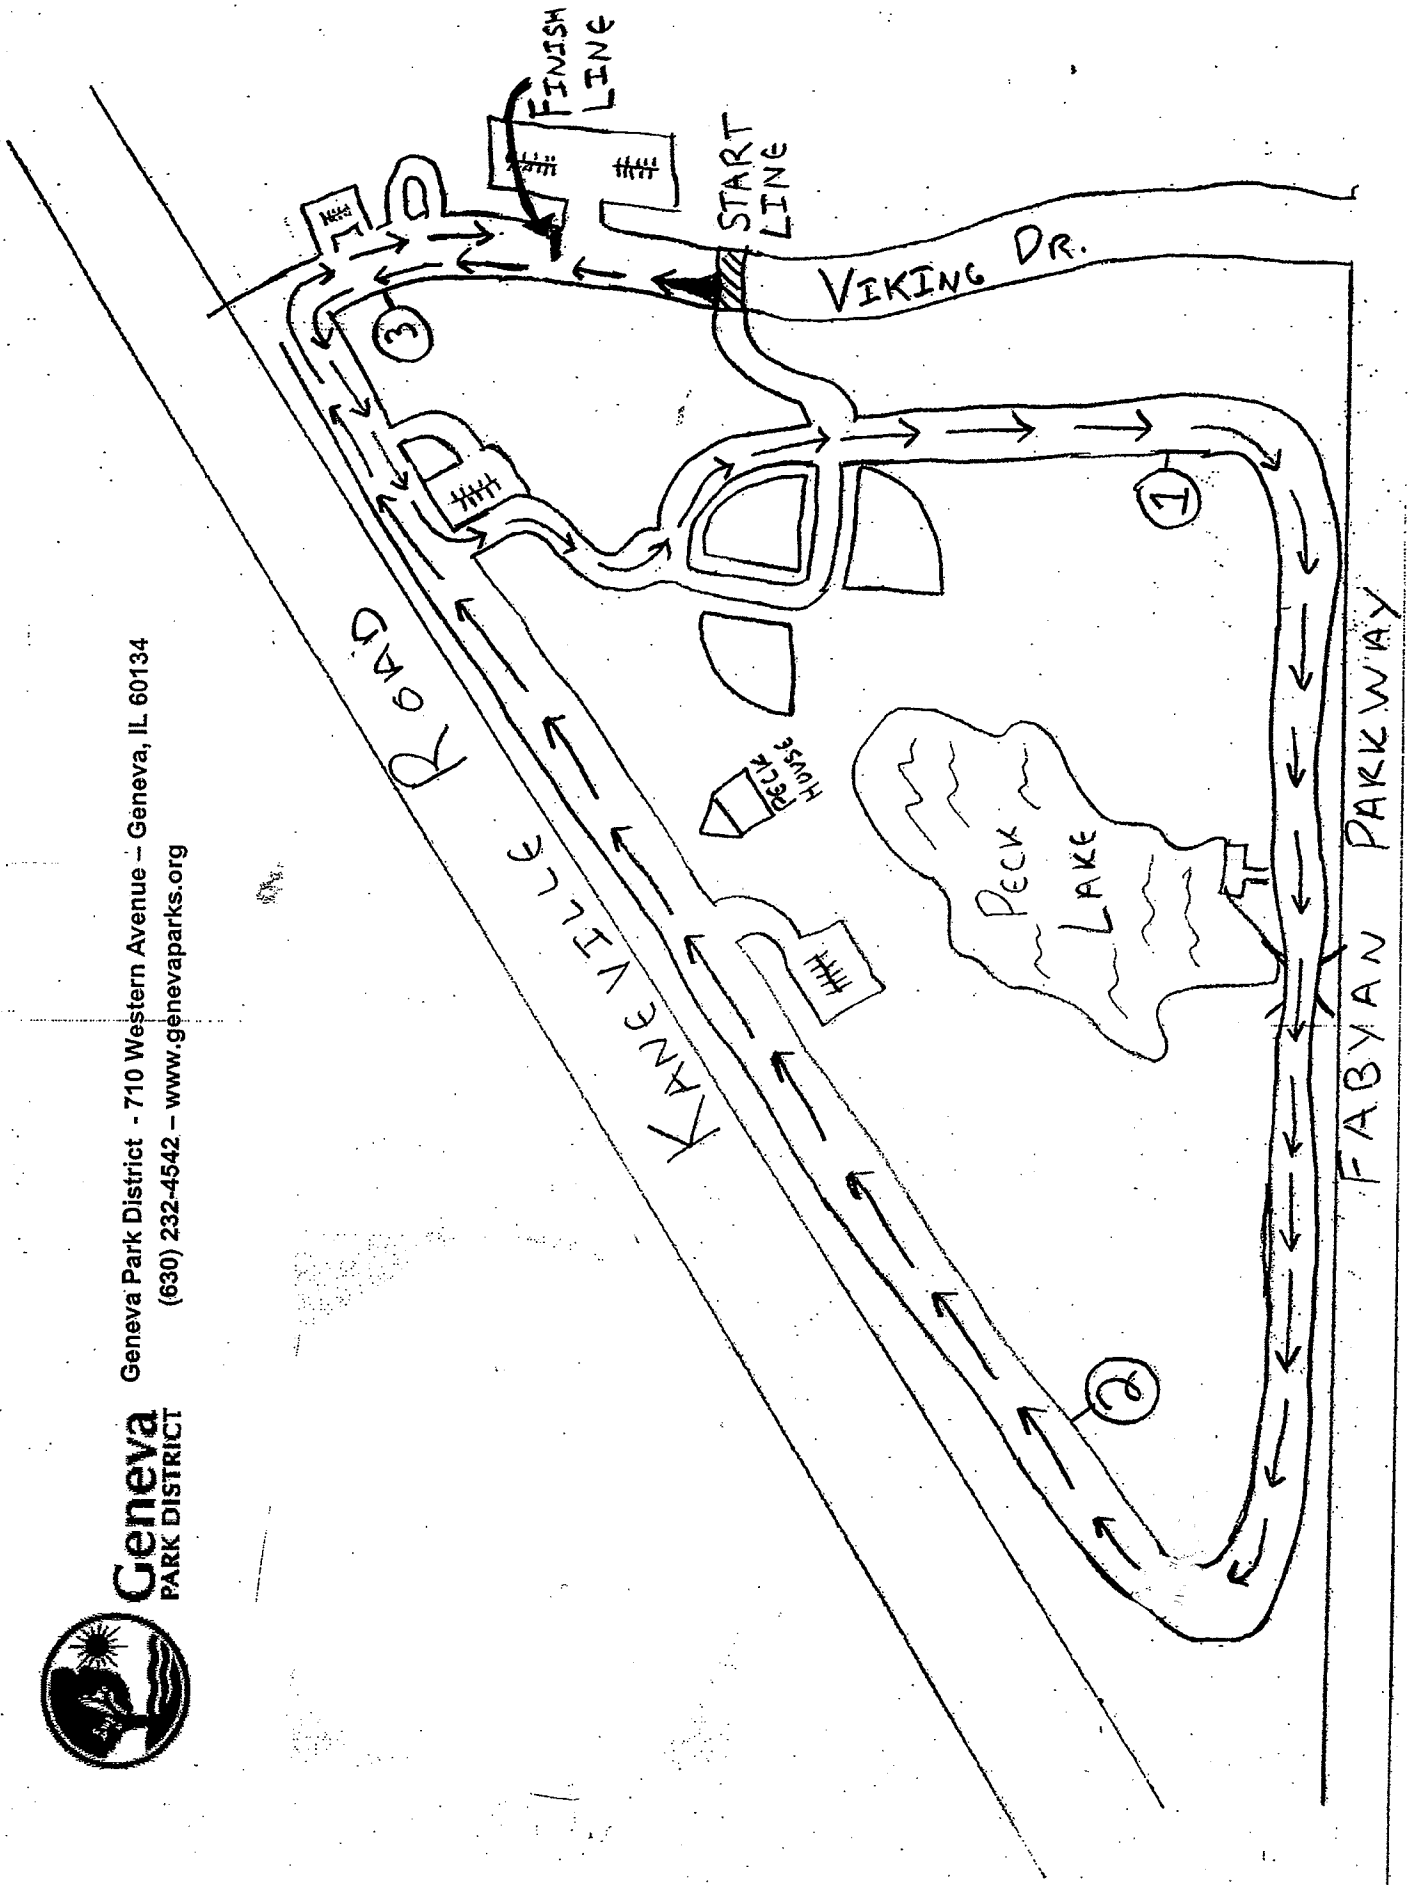 Geneva
PARK DISTRICT
Geneva Park District - 710 Western Avenue – Geneva, IL 60134
(630) 232-4542 – www.genevaparks.org
KANEVILLE ROAD
FINISH
LINE
START
LINE
VIKING DR.
3
1
2
PECK
HOUSE
PECK
LAKE
FABYAN PARKWAY